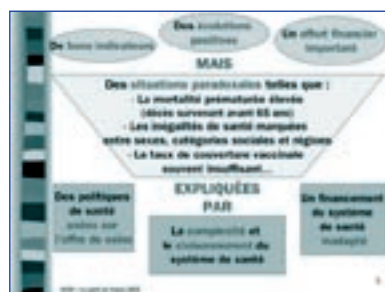 De bons indicateurs
Des évolutions
positives
Un effort financier
important
MAIS
Des situations paradoxales telles que :
- La mortalité prématurée élevée
(décès survenant avant 65 ans)
- Les inégalités de santé marquées
entre sexes, catégories sociales et régions
- Le taux de couverture vaccinale
souvent insuffisant...
EXPLIQUÉES
PAR
Des politiques
de santé
axées sur
l'offre de soins
La complexité et
le cloisonnement du
système de santé
Un financement
du système
de santé
inadapté